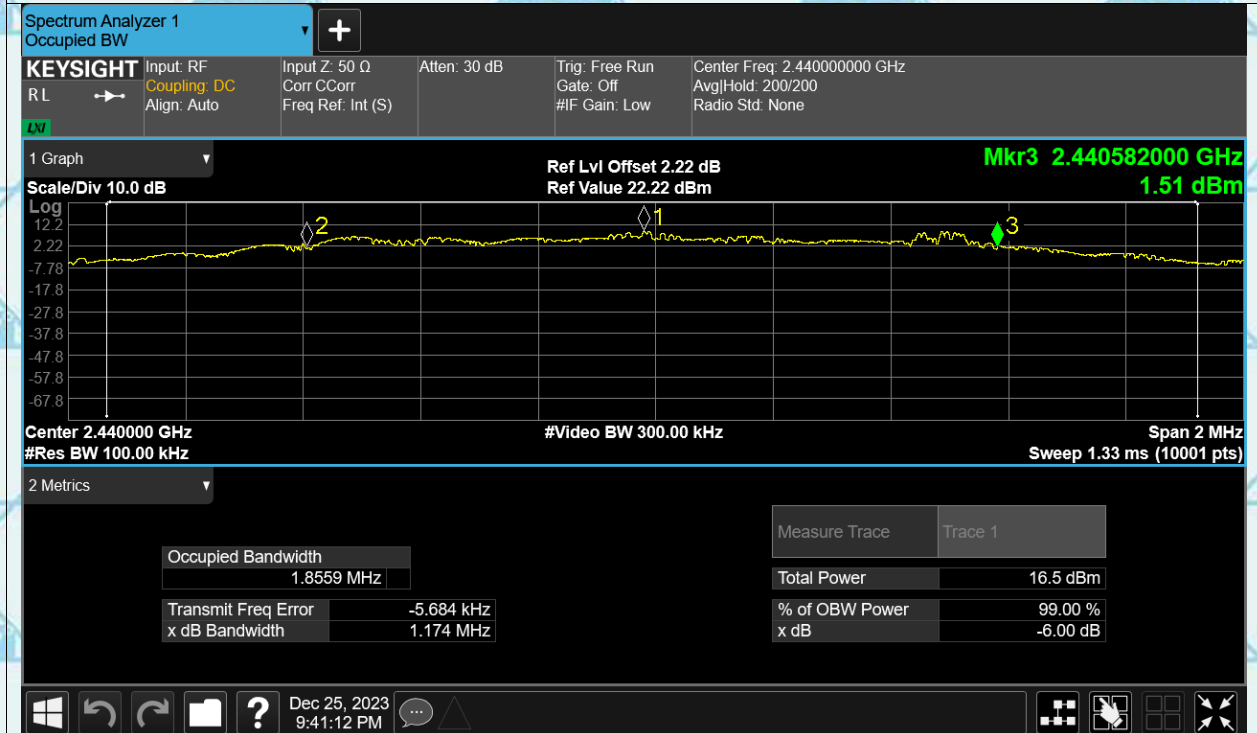 Spectrum Analyzer 1
Occupied BW
+
KEYSIGHT
R L
LXI
Input: RF
Coupling: DC
Align: Auto
Input Z: 50 Ω
Corr CCorr
Freq Ref: Int (S)
Atten: 30 dB
Trig: Free Run
Gate: Off
#IF Gain: Low
Center Freq: 2.440000000 GHz
Avg|Hold: 200/200
Radio Std: None
1 Graph
Scale/Div 10.0 dB
Ref Lvl Offset 2.22 dB
Ref Value 22.22 dBm
Mkr3 2.440582000 GHz
1.51 dBm
Log
12.2
2.22
-7.78
-17.8
-27.8
-37.8
-47.8
-57.8
-67.8
2
1
3
Center 2.440000 GHz
#Res BW 100.00 kHz
#Video BW 300.00 kHz
Span 2 MHz
Sweep 1.33 ms (10001 pts)
2 Metrics
Occupied Bandwidth
1.8559 MHz
Transmit Freq Error -5.684 kHz
x dB Bandwidth 1.174 MHz
Measure Trace Trace 1
Total Power 16.5 dBm
% of OBW Power 99.00 %
x dB -6.00 dB
?
Dec 25, 2023
9:41:12 PM